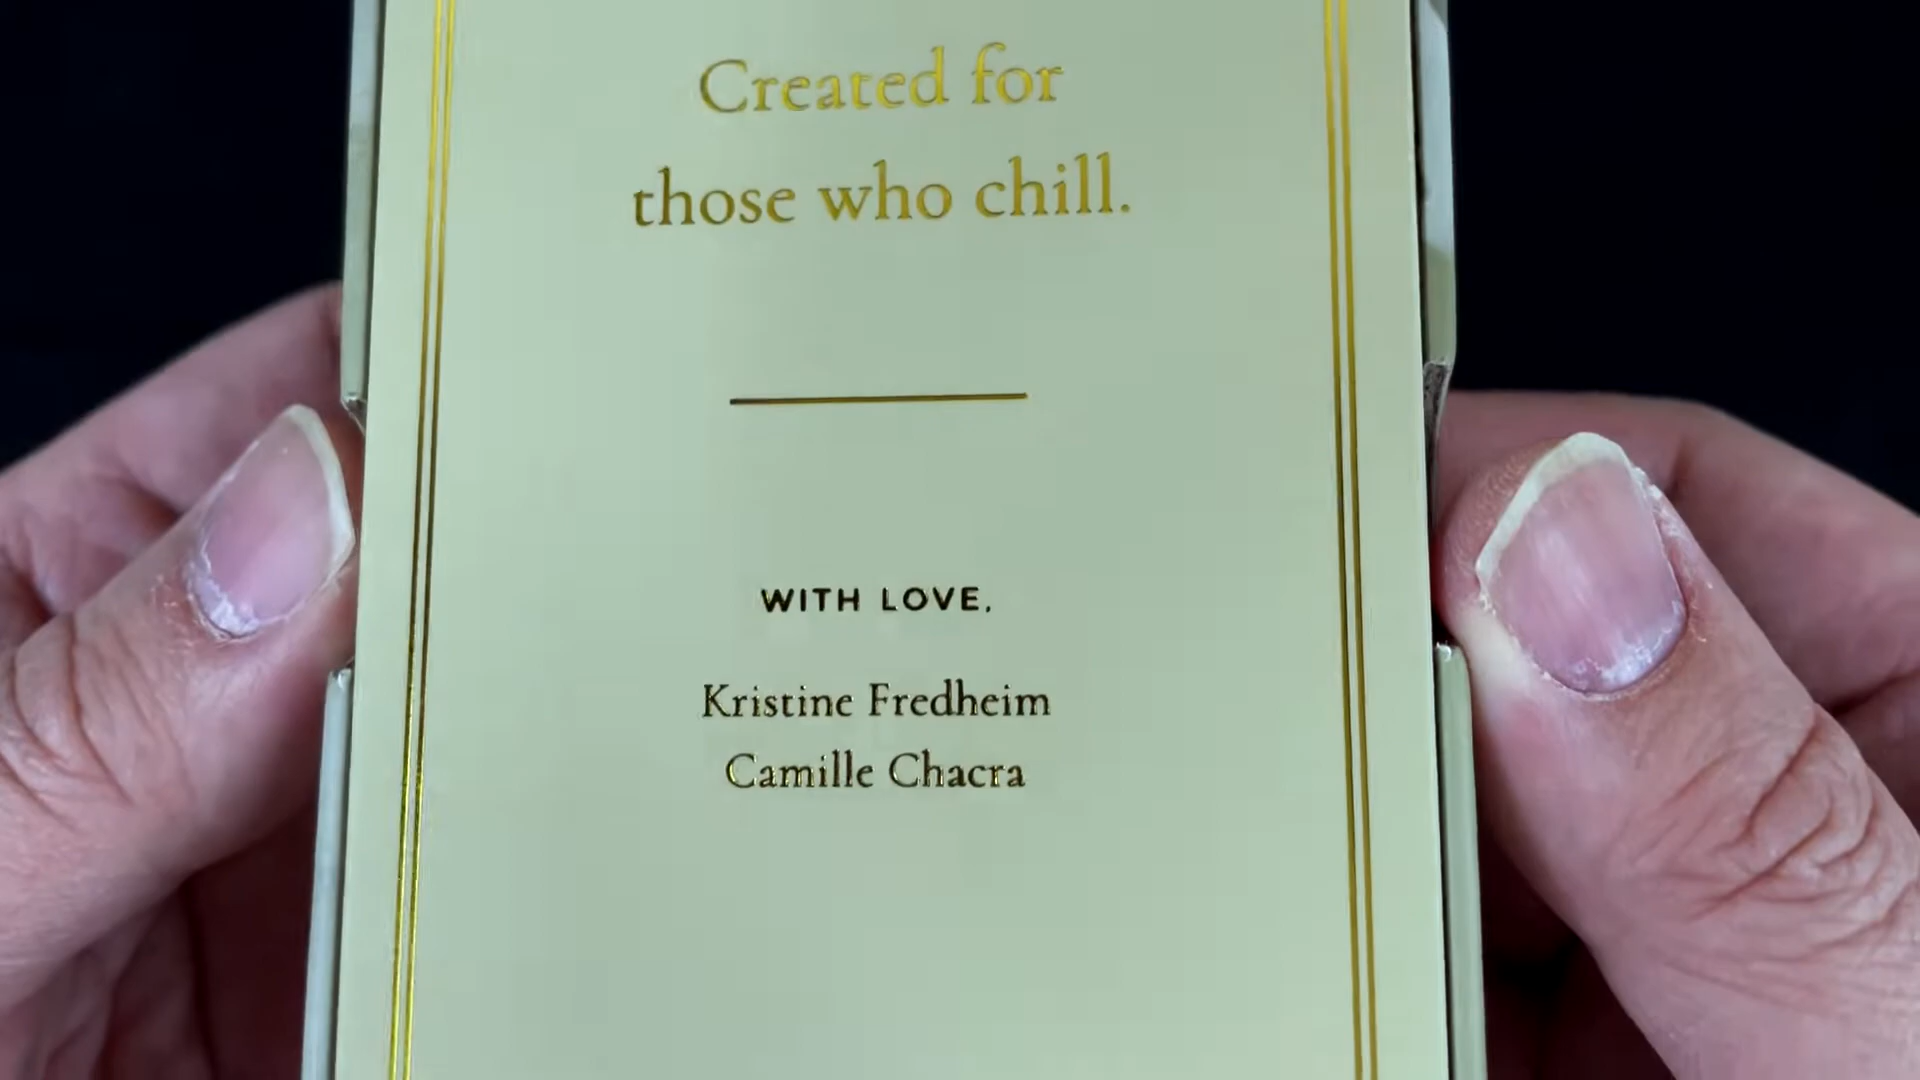 Created for
those who chill.
WITH LOVE,
Kristine Fredheim
Camille Chacra